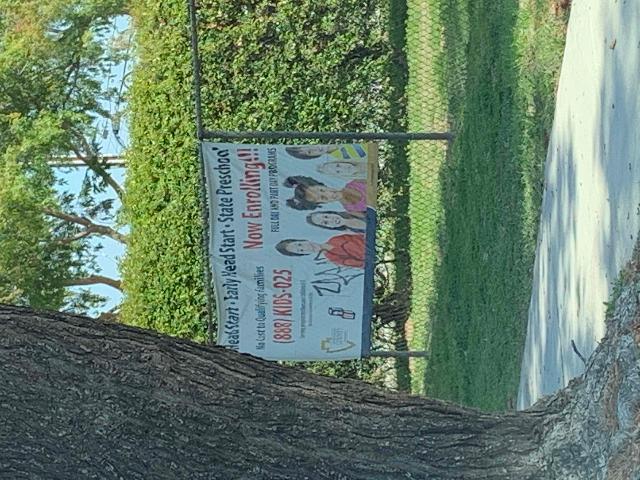 Head Start • Early Head Start • State Preschool
No Cost to Qualifying Families
Now Enrolling!!!
(888) KIDS-025
FULL DAY AND PART DAY PROGRAMS